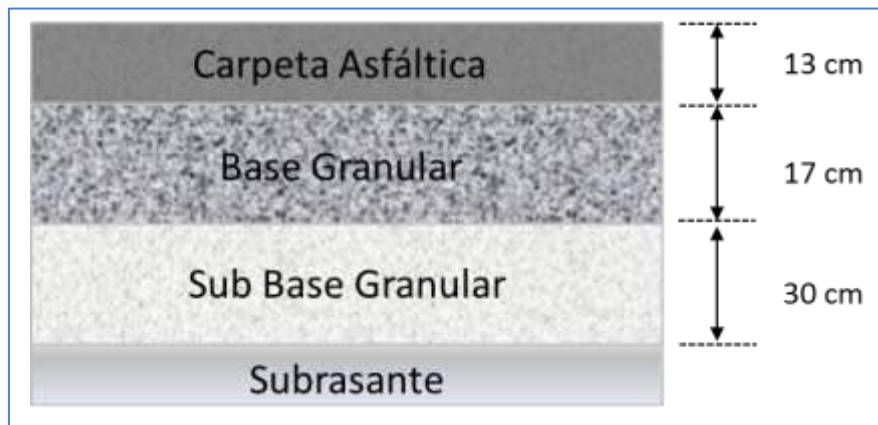 Carpeta Asfáltica
13 cm
Base Granular
17 cm
Sub Base Granular
30 cm
Subrasante